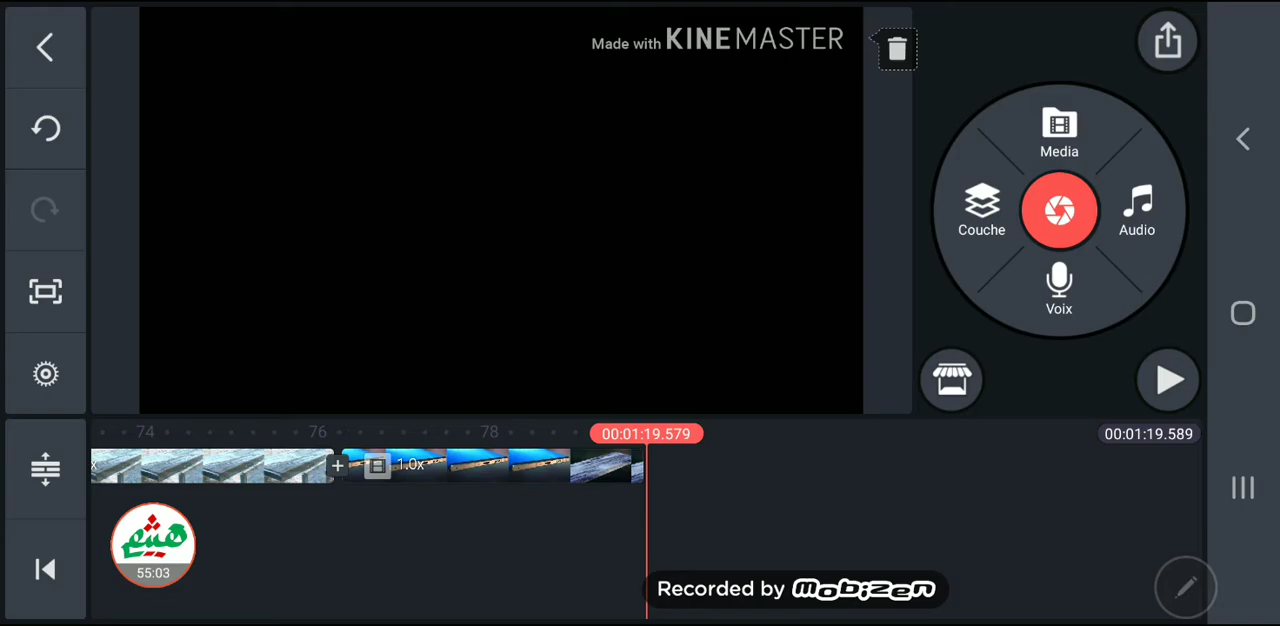 Made with KINEMASTER
Media
Couche
Audio
Voix
74 76 78
00:01:19.579
00:01:19.589
x
1.0x
هيثم
55:03
Recorded by mobizen